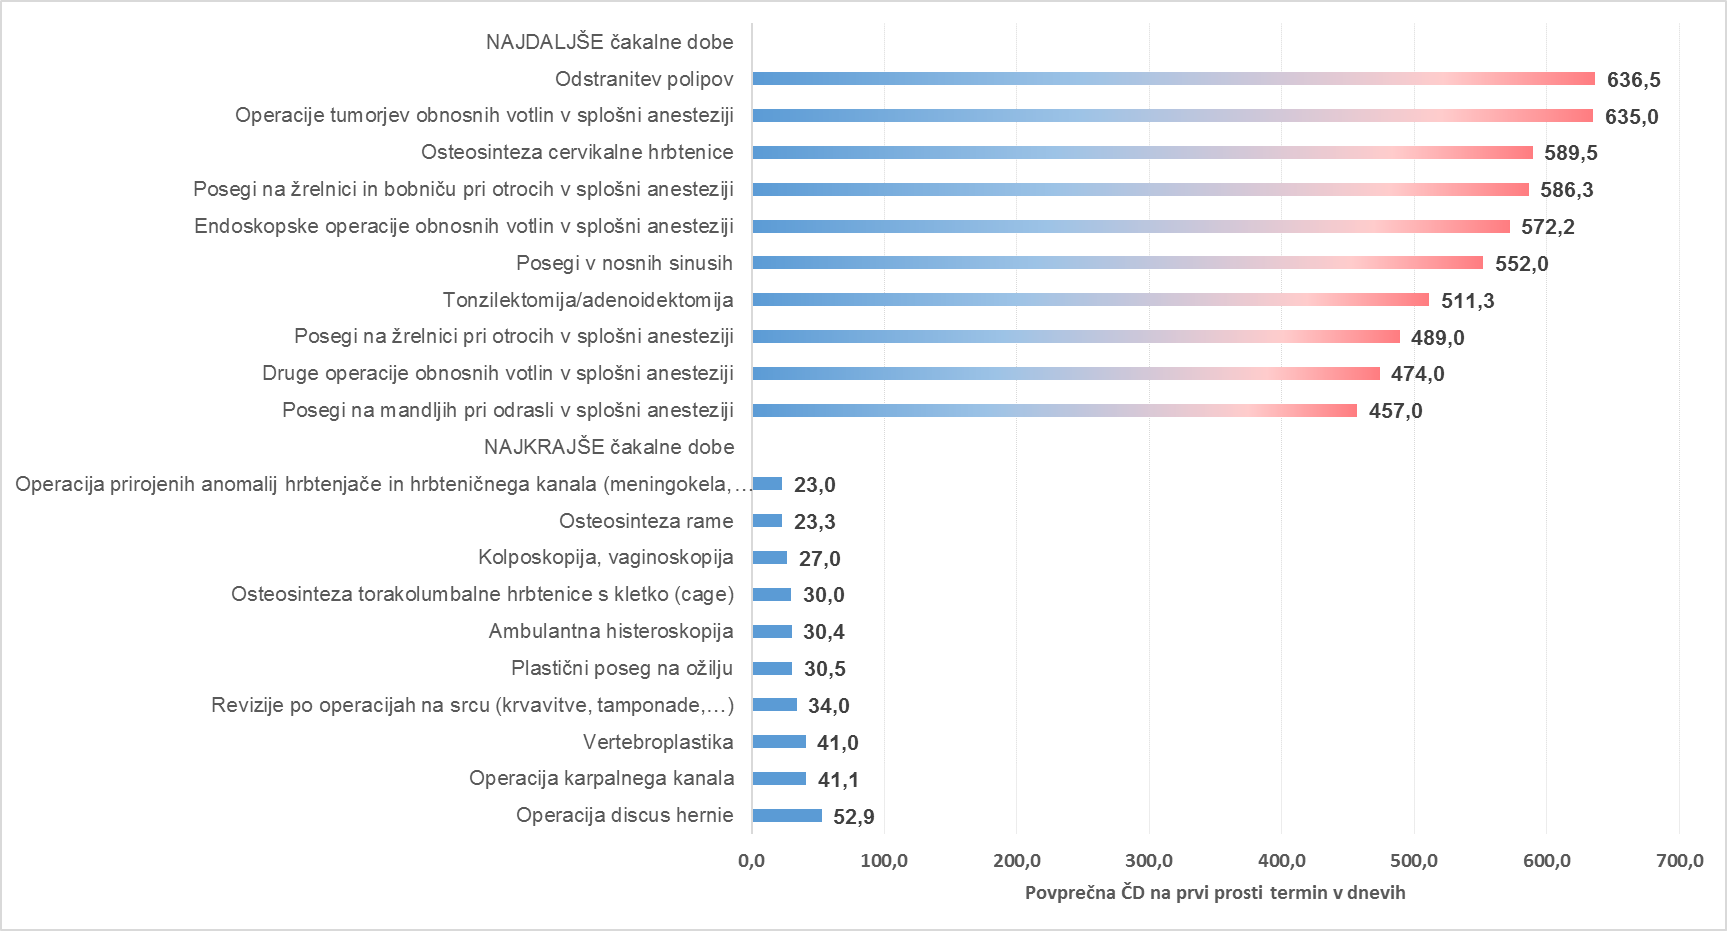 NAJDALJŠE čakalne dobe
Odstranitev polipov 636,5
Operacije tumorjev obnosnih votlin v splošni anesteziji 635,0
Osteosinteza cervikalne hrbtenice 589,5
Posegi na žrelnici in bobniču pri otrocih v splošni anesteziji 586,3
Endoskopske operacije obnosnih votlin v splošni anesteziji 572,2
Posegi v nosnih sinusih 552,0
Tonzilektomija/adenoidektomija 511,3
Posegi na žrelnici pri otrocih v splošni anesteziji 489,0
Druge operacije obnosnih votlin v splošni anesteziji 474,0
Posegi na mandljih pri odrasli v splošni anesteziji 457,0
NAJKRAJŠE čakalne dobe
Operacija prirojenih anomalij hrbtenjače in hrbteničnega kanala (meningokela,… 23,0
Osteosinteza rame 23,3
Kolposkopija, vaginoskopija 27,0
Osteosinteza torakolumbalne hrbtenice s kletko (cage) 30,0
Ambulantna histeroskopija 30,4
Plastični poseg na ožilju 30,5
Revizije po operacijah na srcu (krvavitve, tamponade,…) 34,0
Vertebroplastika 41,0
Operacija karpalnega kanala 41,1
Operacija discus hernie 52,9
0,0 100,0 200,0 300,0 400,0 500,0 600,0 700,0
Povprečna ČD na prvi prosti termin v dnevih